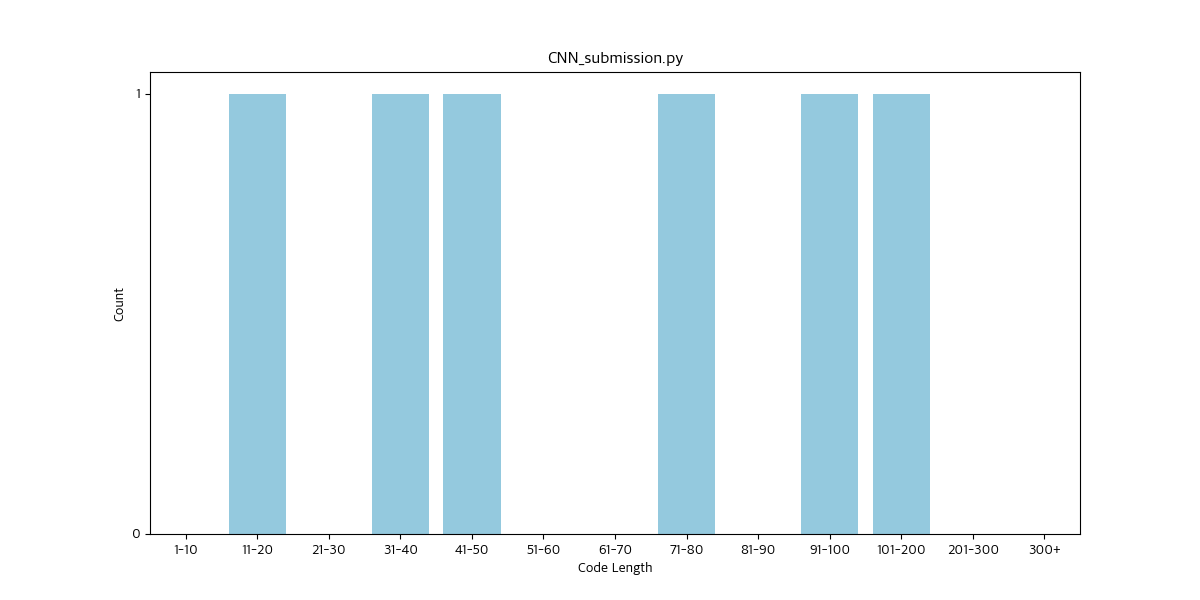 CNN_submission.py
1
Count
0
1-10 11-20 21-30 31-40 41-50 51-60 61-70 71-80 81-90 91-100 101-200 201-300 300+
Code Length